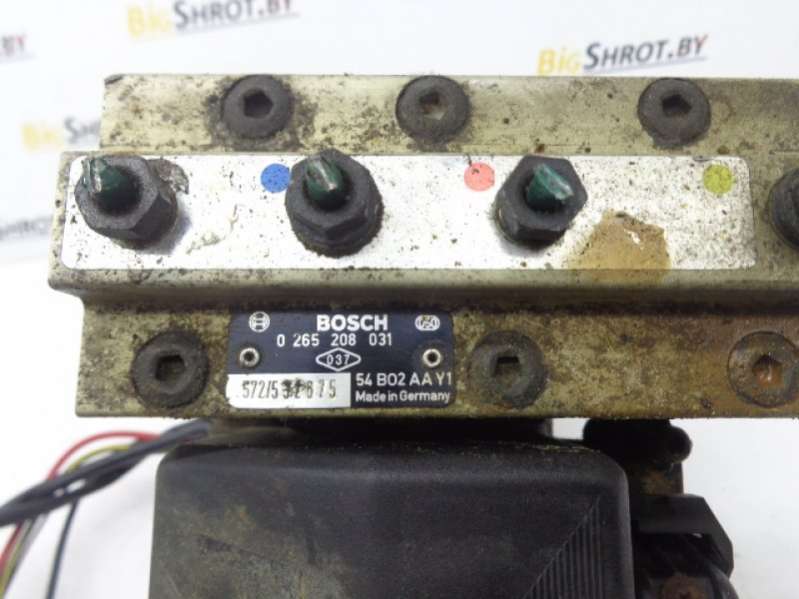 BIGSHROT.BY
BIGSHROT.BY
BOSCH
0 265 208 031
037
54 B02 AA Y1
Made in Germany